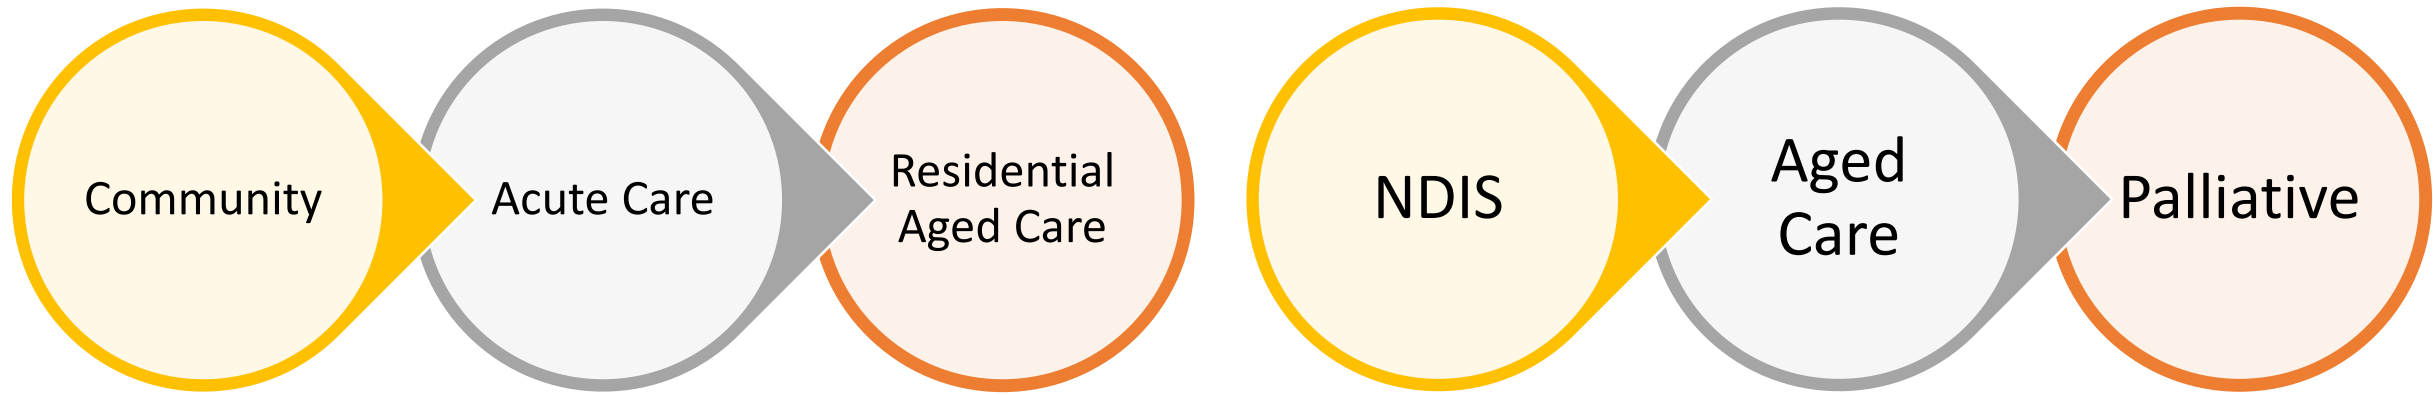 Community
Acute Care
Residential
Aged Care
NDIS
Aged
Care
Palliative